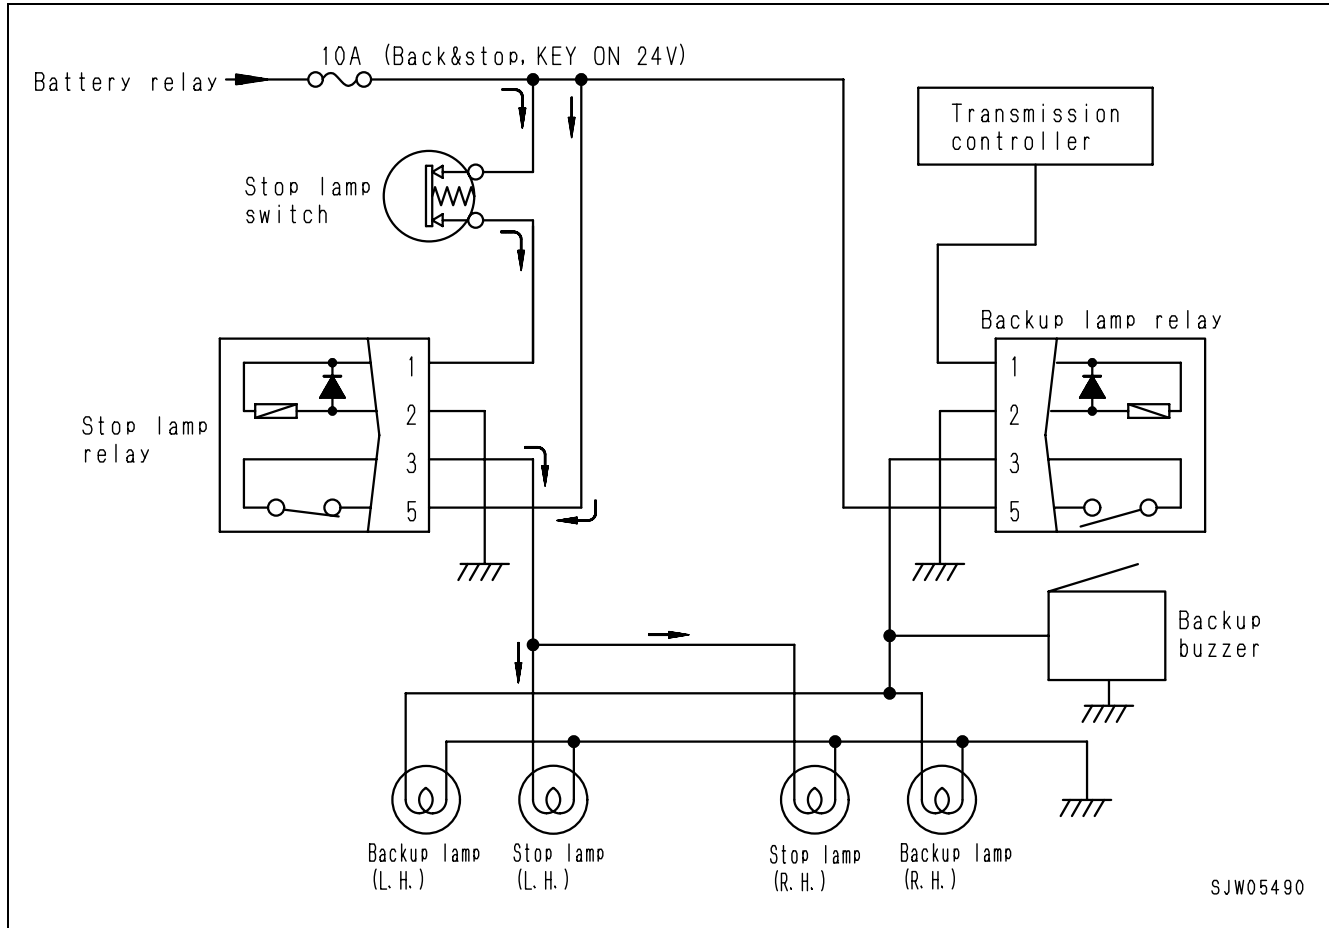 10A (Back&stop, KEY ON 24V)
Battery relay
Transmission
controller
Stop lamp
switch
Backup lamp relay
1
2
3
5
Stop lamp
relay
1
2
3
5
Backup
buzzer
Backup lamp
(L.H.)
Stop lamp
(L.H.)
Stop lamp
(R.H.)
Backup lamp
(R.H.)
SJW05490